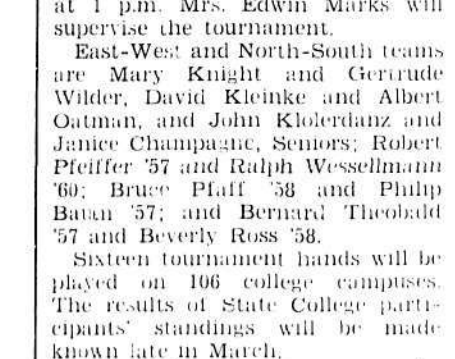 at 1 p.m. Mrs. Edwin Marks will
supervise the tournament.
East-West and North-South teams
are Mary Knight and Gertrude
Wilder, David Kleinke and Albert
Oatman, and John Klolerdanz and
Janice Champagne, Seniors; Robert
Pfeiffer '57 and Ralph Wessellmann
'60; Bruce Pfaff '58 and Philip
Batan '57; and Bernard Theobald
'57 and Beverly Ross '58.
Sixteen tournament hands will be
played on 106 college campuses.
The results of State College parti-
cipants' standings will be made
known late in March.